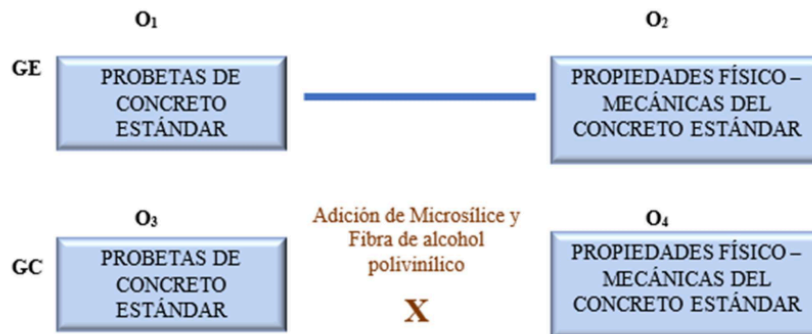 O₁
O₂
GE
PROBETAS DE
CONCRETO
ESTÁNDAR
PROPIEDADES FÍSICO –
MECÁNICAS DEL
CONCRETO ESTÁNDAR
O₃
O₄
GC
PROBETAS DE
CONCRETO
ESTÁNDAR
Adición de Microsílice y
Fibra de alcohol
polivinílico
X
PROPIEDADES FÍSICO –
MECÁNICAS DEL
CONCRETO ESTÁNDAR